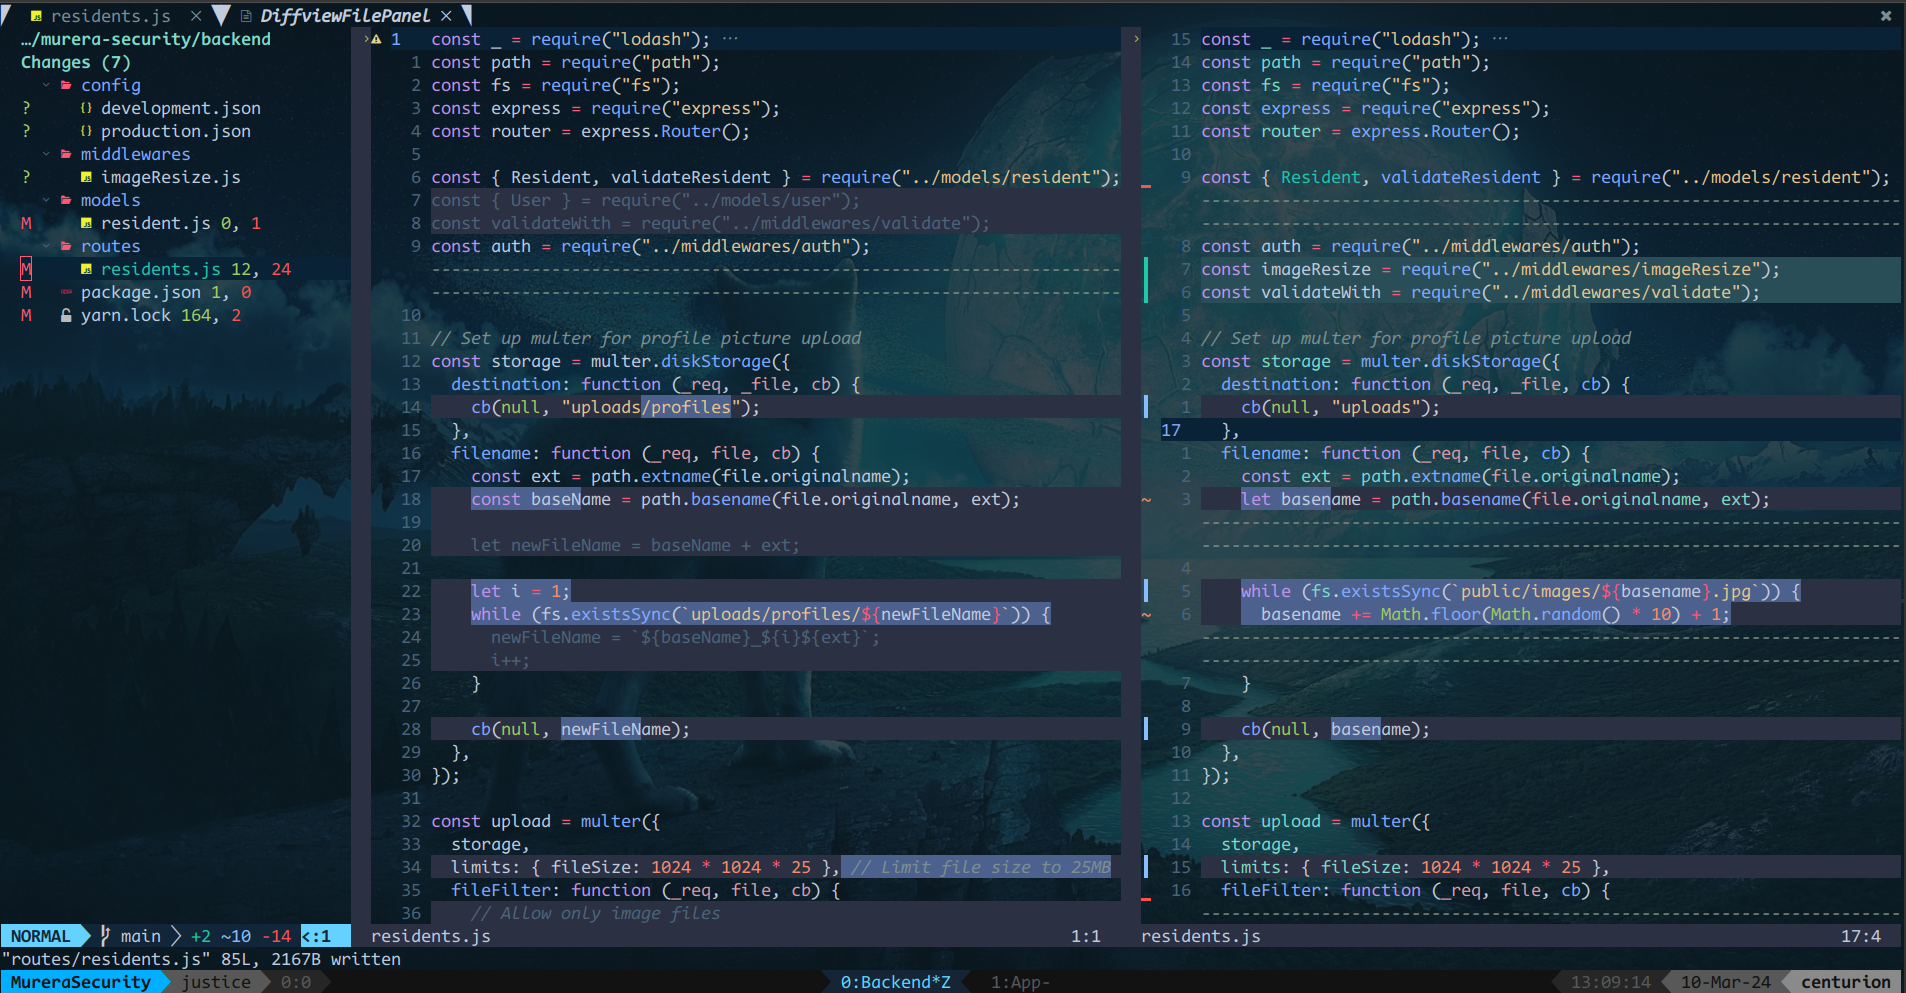 residents.js × DiffviewFilePanel × ✖
…/murera-security/backend
Changes (7)
config
? {} development.json
? {} production.json
middlewares
? JS imageResize.js
models
M JS resident.js 0, 1
routes
M JS residents.js 12, 24
M package.json 1, 0
M yarn.lock 164, 2
1 const _ = require("lodash"); ···
1 const path = require("path");
2 const fs = require("fs");
3 const express = require("express");
4 const router = express.Router();
5
6 const { Resident, validateResident } = require("../models/resident");
7 const { User } = require("../models/user");
8 const validateWith = require("../middlewares/validate");
9 const auth = require("../middlewares/auth");
10
11 // Set up multer for profile picture upload
12 const storage = multer.diskStorage({
13 destination: function (_req, _file, cb) {
14 cb(null, "uploads/profiles");
15 },
16 filename: function (_req, file, cb) {
17 const ext = path.extname(file.originalname);
18 const baseName = path.basename(file.originalname, ext);
19
20 let newFileName = baseName + ext;
21
22 let i = 1;
23 while (fs.existsSync(`uploads/profiles/${newFileName}`)) {
24 newFileName = `${baseName}_${i}${ext}`;
25 i++;
26 }
27
28 cb(null, newFileName);
29 },
30 });
31
32 const upload = multer({
33 storage,
34 limits: { fileSize: 1024 * 1024 * 25 }, // Limit file size to 25MB
35 fileFilter: function (_req, file, cb) {
36 // Allow only image files
15 const _ = require("lodash"); ···
14 const path = require("path");
13 const fs = require("fs");
12 const express = require("express");
11 const router = express.Router();
10
9 const { Resident, validateResident } = require("../models/resident");
8 const auth = require("../middlewares/auth");
7 const imageResize = require("../middlewares/imageResize");
6 const validateWith = require("../middlewares/validate");
5
4 // Set up multer for profile picture upload
3 const storage = multer.diskStorage({
2 destination: function (_req, _file, cb) {
1 cb(null, "uploads");
17 },
1 filename: function (_req, file, cb) {
2 const ext = path.extname(file.originalname);
~ 3 let basename = path.basename(file.originalname, ext);
4
5 while (fs.existsSync(`public/images/${basename}.jpg`)) {
~ 6 basename += Math.floor(Math.random() * 10) + 1;
7 }
8
9 cb(null, basename);
10 },
11 });
12
13 const upload = multer({
14 storage,
15 limits: { fileSize: 1024 * 1024 * 25 },
16 fileFilter: function (_req, file, cb) {
NORMAL main +2 ~10 -14 <:1 residents.js 1:1 residents.js 17:4
"routes/residents.js" 85L, 2167B written
MureraSecurity justice 0:0 0:Backend*Z 1:App- 13:09:14 10-Mar-24 centurion